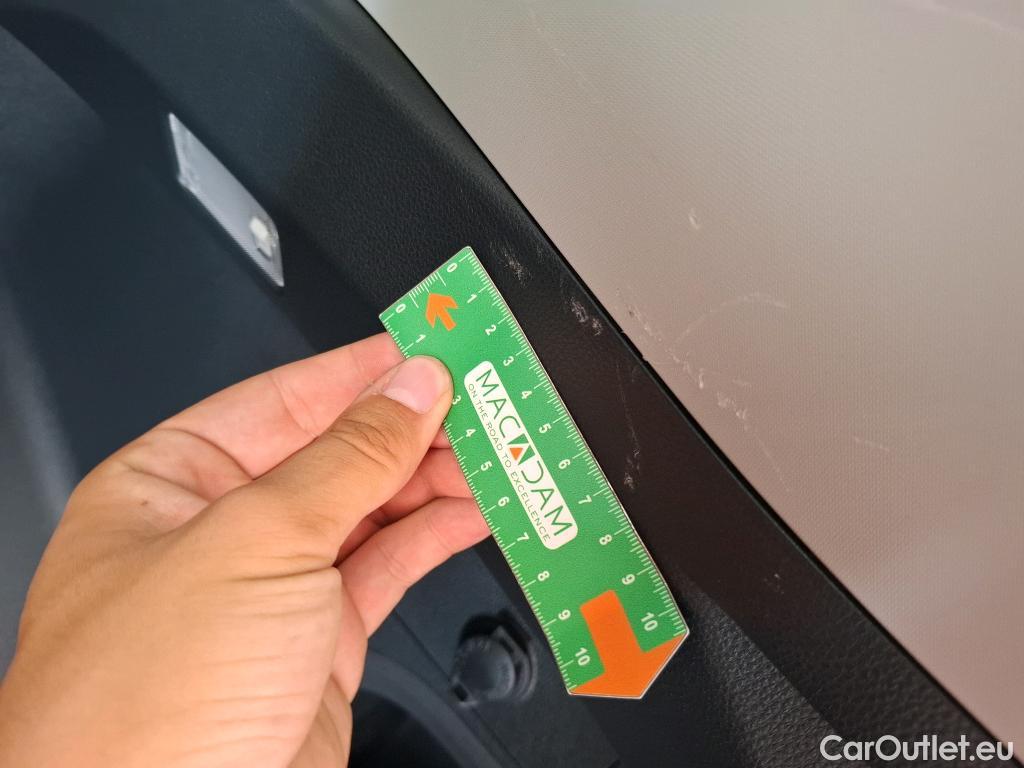 0 1 2 3 4 5 6 7 8 9 10
MACADAM
ON THE ROAD TO EXCELLENCE
0 1 3 4 5 6 7 8 9 10
CarOutlet.eu